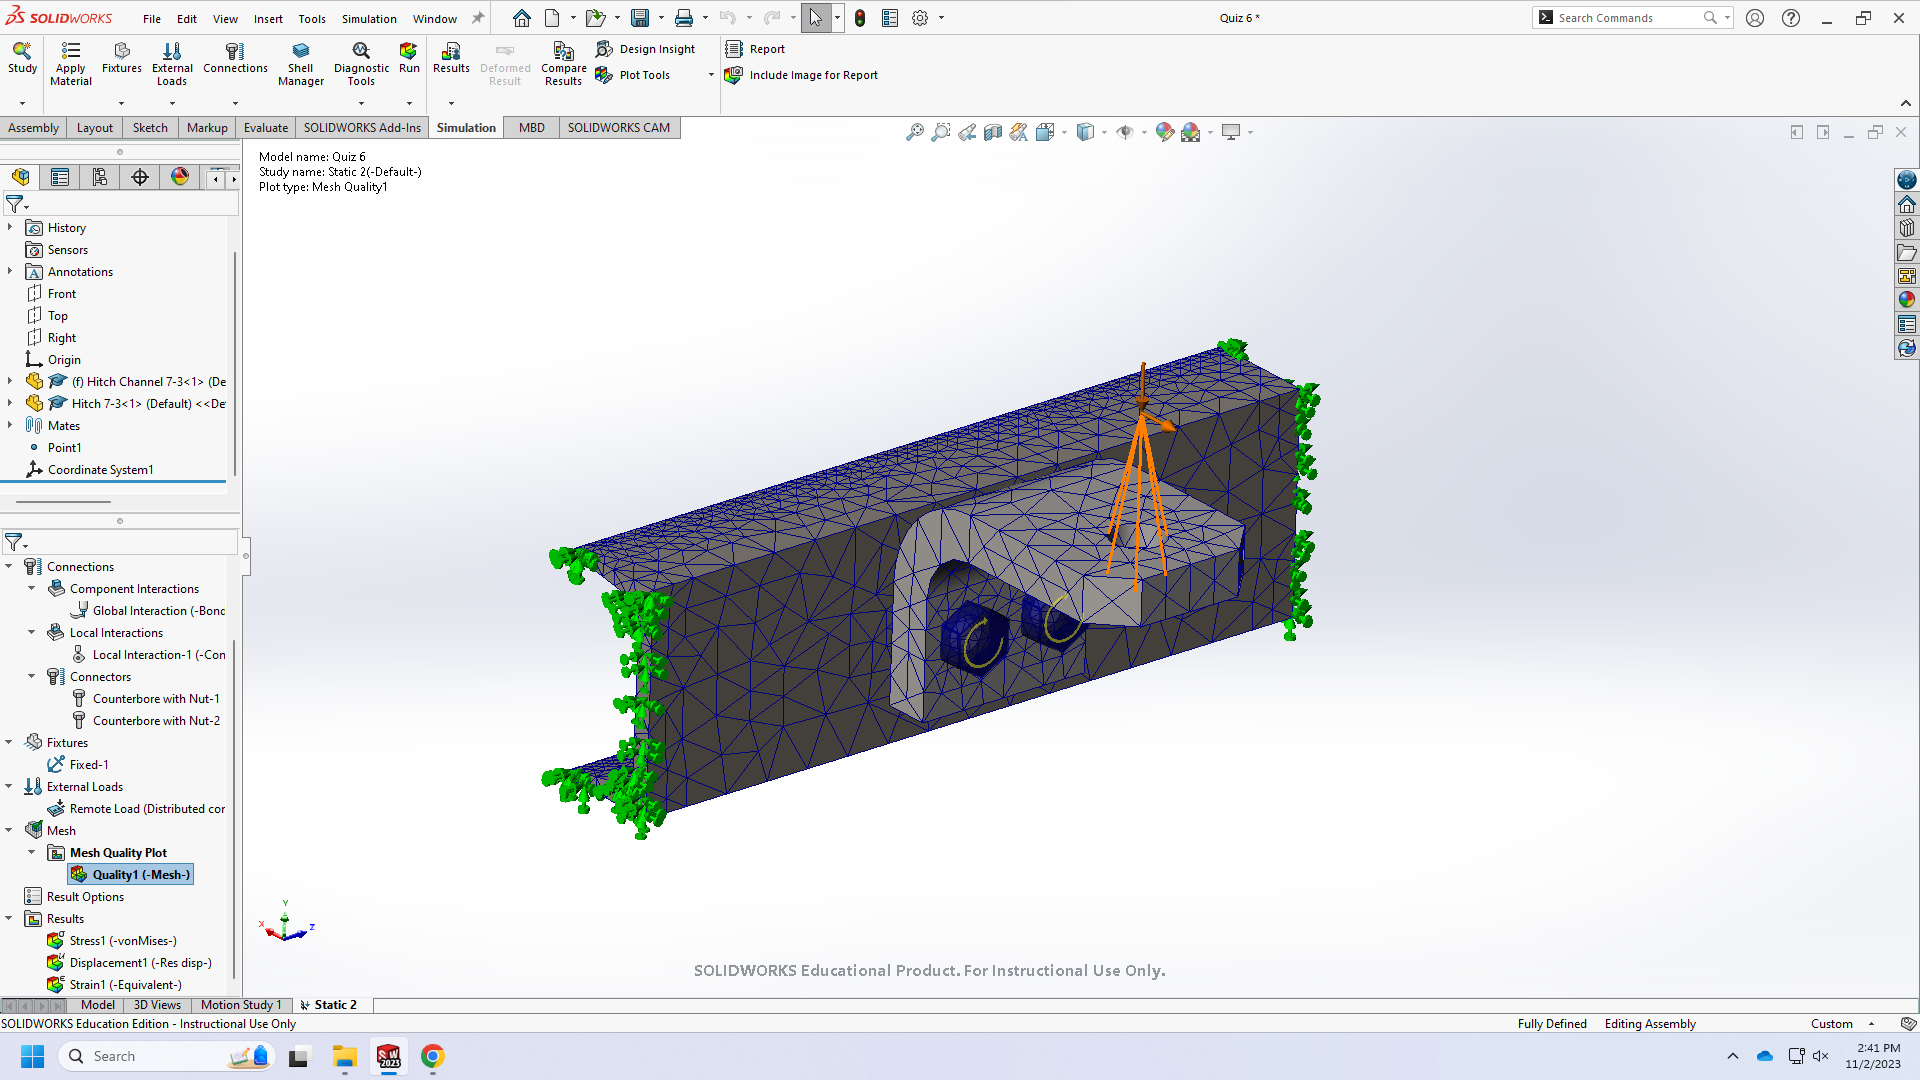 SOLIDWORKS File Edit View Insert Tools Simulation Window Quiz 6 * Search Commands
Study Apply Material Fixtures External Loads Connections Shell Manager Diagnostic Tools Run Results Deformed Result Compare Results Design Insight Plot Tools Report Include Image for Report
Assembly Layout Sketch Markup Evaluate SOLIDWORKS Add-Ins Simulation MBD SOLIDWORKS CAM
Model name: Quiz 6
Study name: Static 2(-Default-)
Plot type: Mesh Quality1
History
Sensors
Annotations
Front
Top
Right
Origin
(f) Hitch Channel 7-3<1> (De
Hitch 7-3<1> (Default) <<De
Mates
Point1
Coordinate System1
Connections
Component Interactions
Global Interaction (-Bonc
Local Interactions
Local Interaction-1 (-Con
Connectors
Counterbore with Nut-1
Counterbore with Nut-2
Fixtures
Fixed-1
External Loads
Remote Load (Distributed cor
Mesh
Mesh Quality Plot
Quality1 (-Mesh-)
Result Options
Results
Stress1 (-vonMises-)
Displacement1 (-Res disp-)
Strain1 (-Equivalent-)
Y
X
Z
SOLIDWORKS Educational Product. For Instructional Use Only.
Model 3D Views Motion Study 1 Static 2
SOLIDWORKS Education Edition - Instructional Use Only Fully Defined Editing Assembly Custom
Search
2:41 PM
11/2/2023